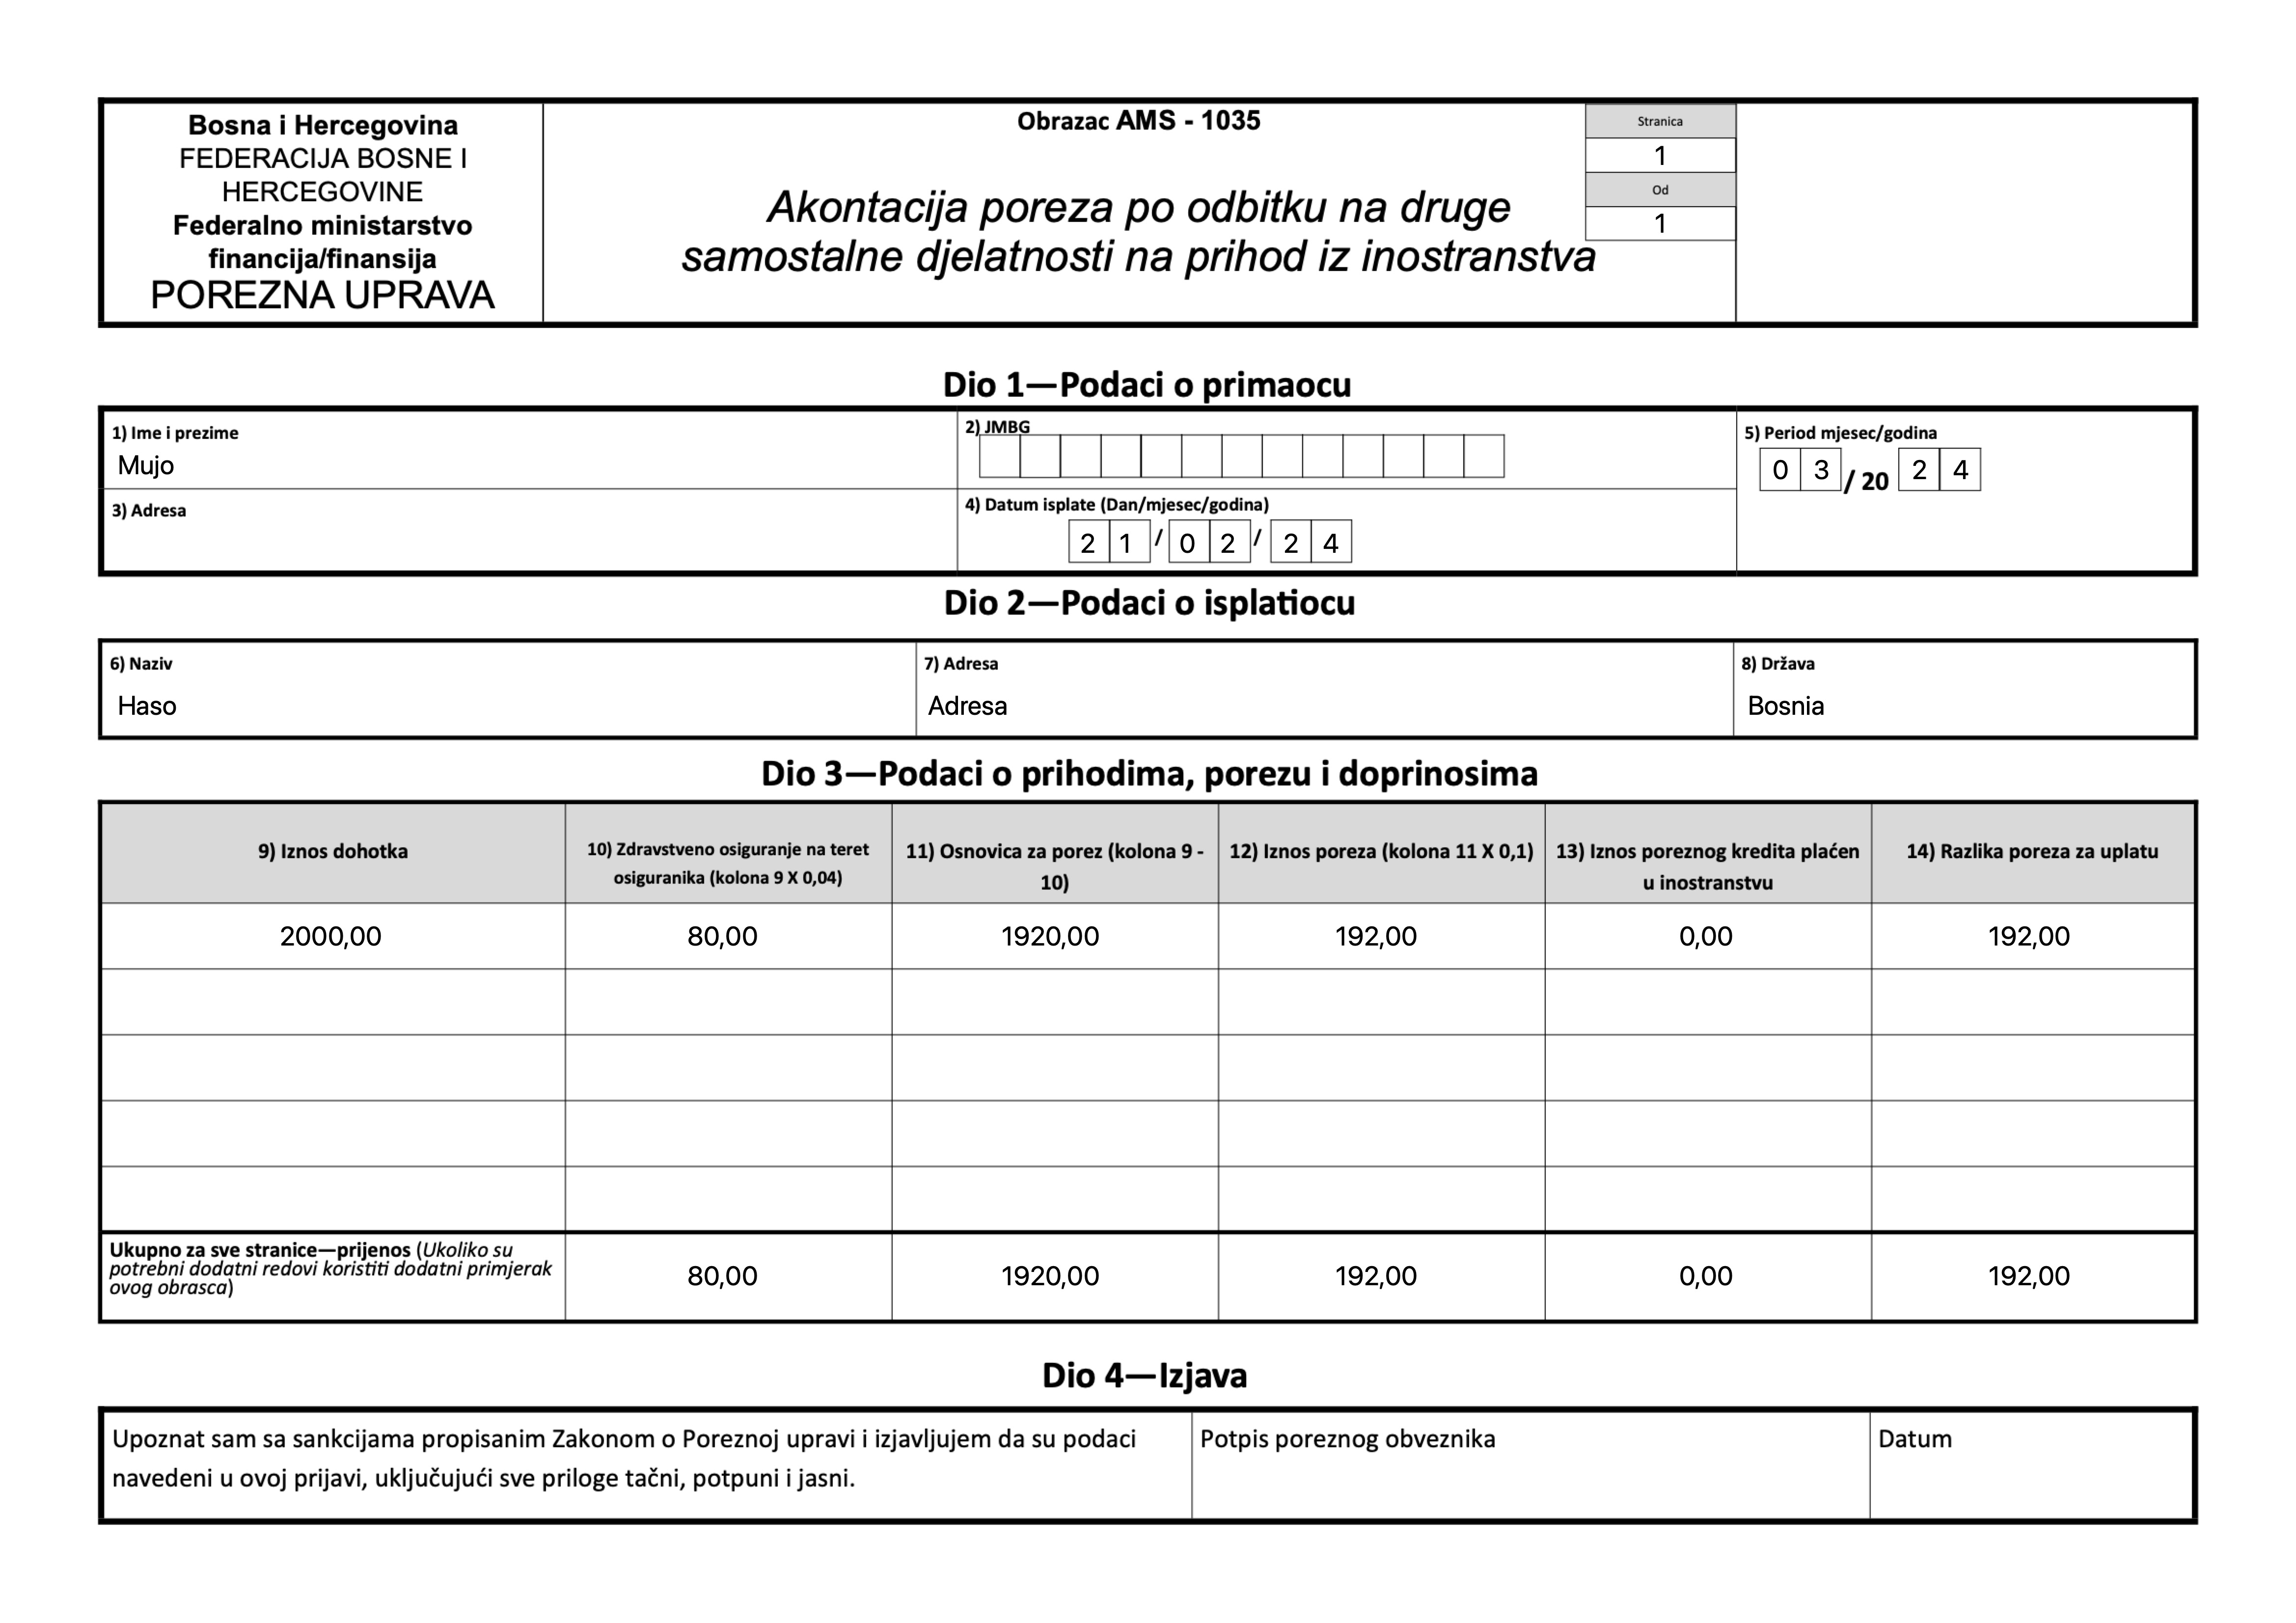 Bosna i Hercegovina
FEDERACIJA BOSNE I
HERCEGOVINE
Federalno ministarstvo
financija/finansija
POREZNA UPRAVA
Obrazac AMS - 1035
Akontacija poreza po odbitku na druge
samostalne djelatnosti na prihod iz inostranstva
Stranica
1
Od
1
Dio 1—Podaci o primaocu
1) Ime i prezime
Mujo
2) JMBG
5) Period mjesec/godina
0 3 / 20 2 4
3) Adresa
4) Datum isplate (Dan/mjesec/godina)
2 1 / 0 2 / 2 4
Dio 2—Podaci o isplatiocu
6) Naziv
Haso
7) Adresa
Adresa
8) Država
Bosnia
Dio 3—Podaci o prihodima, porezu i doprinosima
9) Iznos dohotka
10) Zdravstveno osiguranje na teret
osiguranika (kolona 9 X 0,04)
11) Osnovica za porez (kolona 9 -
10)
12) Iznos poreza (kolona 11 X 0,1)
13) Iznos poreznog kredita plaćen
u inostranstvu
14) Razlika poreza za uplatu
2000,00 80,00 1920,00 192,00 0,00 192,00
Ukupno za sve stranice—prijenos (Ukoliko su
potrebni dodatni redovi koristiti dodatni primjerak
ovog obrasca)
80,00 1920,00 192,00 0,00 192,00
Dio 4—Izjava
Upoznat sam sa sankcijama propisanim Zakonom o Poreznoj upravi i izjavljujem da su podaci
navedeni u ovoj prijavi, uključujući sve priloge tačni, potpuni i jasni.
Potpis poreznog obveznika
Datum